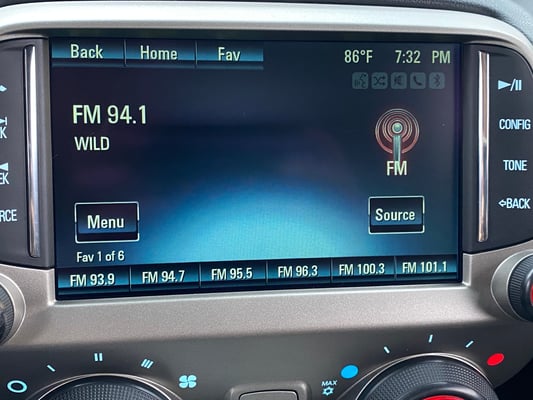 Back Home Fav 86°F 7:32 PM
FM 94.1
WILD
FM
Menu Source
Fav 1 of 6
FM 93.9 FM 94.7 FM 95.5 FM 96.3 FM 100.3 FM 101.1
CONFIG
TONE
BACK
MAX